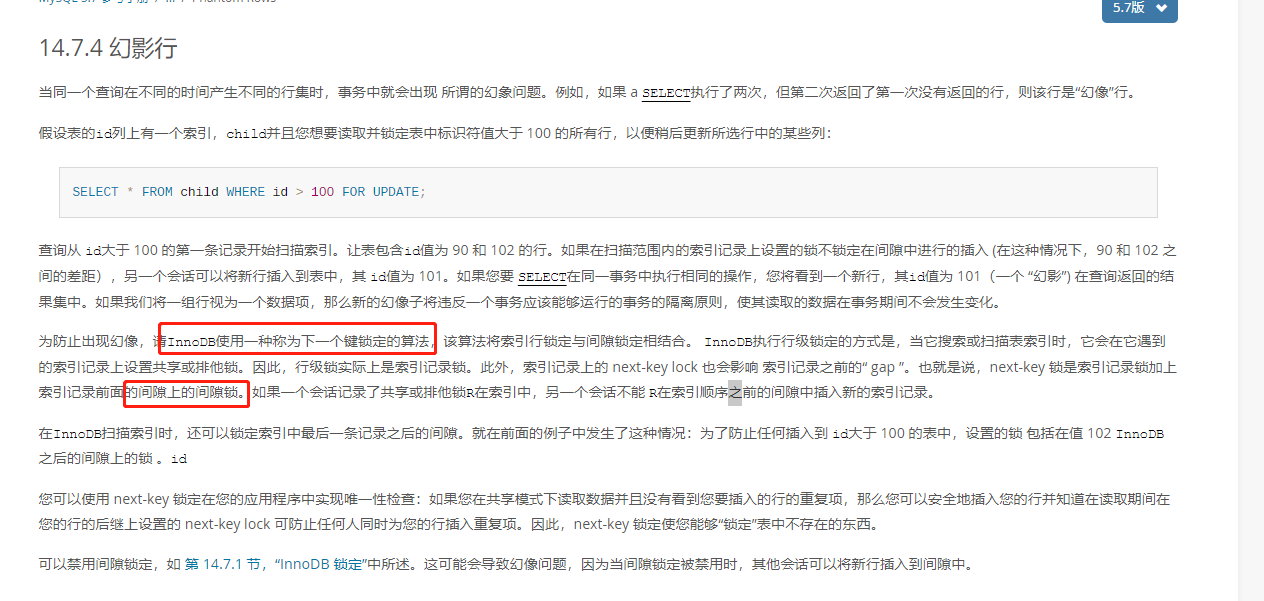 5.7版
14.7.4 幻影行
当同一个查询在不同的时间产生不同的行集时，事务中就会出现 所谓的幻象问题。例如，如果 a SELECT执行了两次，但第二次返回了第一次没有返回的行，则该行是“幻像”行。
假设表的id列上有一个索引，child并且您想要读取并锁定表中标识符值大于 100 的所有行，以便稍后更新所选行中的某些列：
SELECT * FROM child WHERE id > 100 FOR UPDATE;
查询从 id大于 100 的第一条记录开始扫描索引。让表包含id值为 90 和 102 的行。如果在扫描范围内的索引记录上设置的锁不锁定在间隙中进行的插入 (在这种情况下，90 和 102 之
间的差距），另一个会话可以将新行插入到表中，其 id值为 101。如果您要 SELECT在同一事务中执行相同的操作，您将看到一个新行，其id值为 101（一个 “幻影”) 在查询返回的结
果集中。如果我们将一组行视为一个数据项，那么新的幻像子将违反一个事务应该能够运行的事务的隔离原则，使其读取的数据在事务期间不会发生变化。
为防止出现幻像，请InnoDB使用一种称为下一个键锁定的算法，该算法将索引行锁定与间隙锁定相结合。 InnoDB执行行级锁定的方式是，当它搜索或扫描表索引时，它会在它遇到
的索引记录上设置共享或排他锁。因此，行级锁实际上是索引记录锁。此外，索引记录上的 next-key lock 也会影响 索引记录之前的“ gap ”。也就是说，next-key 锁是索引记录锁加上
索引记录前面的间隙上的间隙锁。如果一个会话记录了共享或排他锁R在索引中，另一个会话不能 R在索引顺序之前的间隙中插入新的索引记录。
在InnoDB扫描索引时，还可以锁定索引中最后一条记录之后的间隙。就在前面的例子中发生了这种情况：为了防止任何插入到 id大于 100 的表中，设置的锁 包括在值 102 InnoDB
之后的间隙上的锁 。id
您可以使用 next-key 锁定在您的应用程序中实现唯一性检查：如果您在共享模式下读取数据并且没有看到您要插入的行的重复项，那么您可以安全地插入您的行并知道在读取期间在
您的行的后继上设置的 next-key lock 可防止任何人同时为您的行插入重复项。因此，next-key 锁定使您能够“锁定”表中不存在的东西。
可以禁用间隙锁定，如 第 14.7.1 节，“InnoDB 锁定”中所述。这可能会导致幻像问题，因为当间隙锁定被禁用时，其他会话可以将新行插入到间隙中。